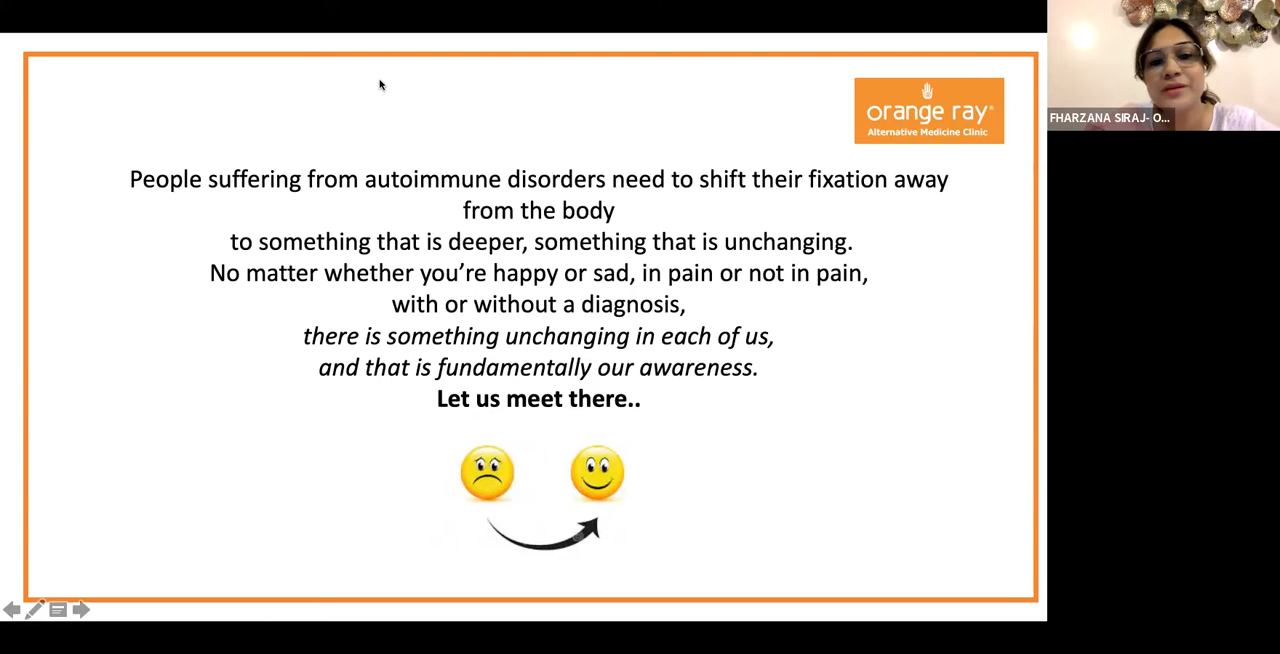 orange ray®
Alternative Medicine Clinic
FHARZANA SIRAJ- O...
People suffering from autoimmune disorders need to shift their fixation away
from the body
to something that is deeper, something that is unchanging.
No matter whether you’re happy or sad, in pain or not in pain,
with or without a diagnosis,
there is something unchanging in each of us,
and that is fundamentally our awareness.
Let us meet there..